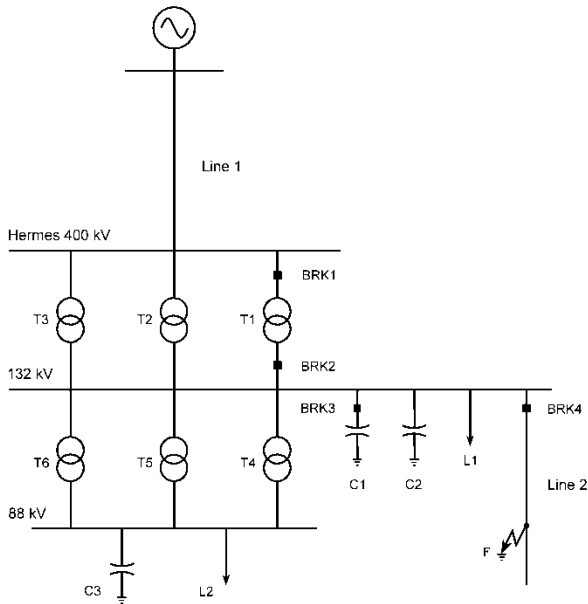 Line 1
Hermes 400 kV
BRK1
T3
T2
T1
BRK2
132 kV
BRK3
BRK4
T6
T5
T4
C1
C2
L1
Line 2
88 kV
F
C3
L2